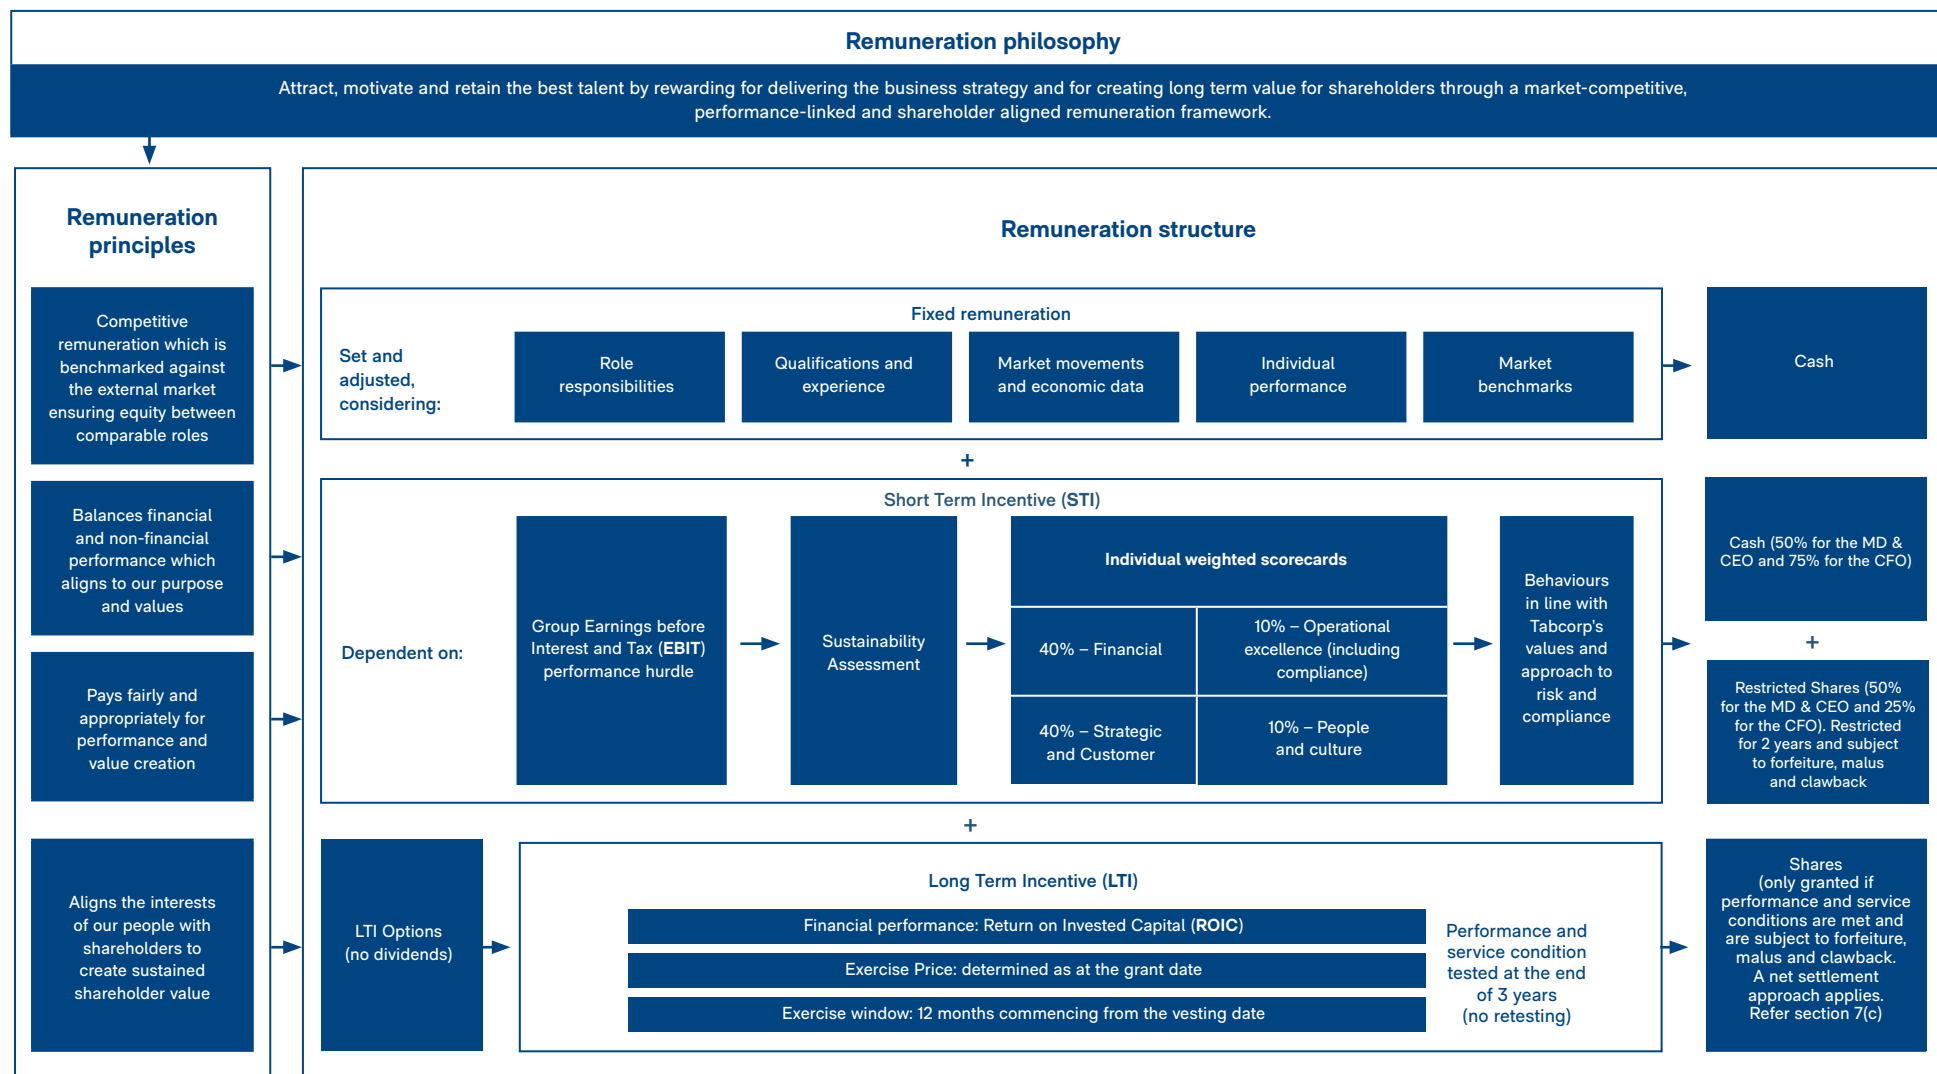 Remuneration philosophy
Attract, motivate and retain the best talent by rewarding for delivering the business strategy and for creating long term value for shareholders through a market-competitive,
performance-linked and shareholder aligned remuneration framework.
Remuneration
principles
Competitive
remuneration which is
benchmarked against
the external market
ensuring equity between
comparable roles
Balances financial
and non-financial
performance which
aligns to our purpose
and values
Pays fairly and
appropriately for
performance and
value creation
Aligns the interests
of our people with
shareholders to
create sustained
shareholder value
Remuneration structure
Fixed remuneration
Set and
adjusted,
considering:
Role
responsibilities
Qualifications and
experience
Market movements
and economic data
Individual
performance
Market
benchmarks
Cash
+
Short Term Incentive (STI)
Dependent on:
Group Earnings before
Interest and Tax (EBIT)
performance hurdle
Sustainability
Assessment
Individual weighted scorecards
40% – Financial
10% – Operational
excellence (including
compliance)
40% – Strategic
and Customer
10% – People
and culture
Behaviours
in line with
Tabcorp's
values and
approach to
risk and
compliance
Cash (50% for the MD &
CEO and 75% for the CFO)
+
Restricted Shares (50%
for the MD & CEO and 25%
for the CFO). Restricted
for 2 years and subject
to forfeiture, malus
and clawback
+
LTI Options
(no dividends)
Long Term Incentive (LTI)
Financial performance: Return on Invested Capital (ROIC)
Exercise Price: determined as at the grant date
Exercise window: 12 months commencing from the vesting date
Performance and
service condition
tested at the end
of 3 years
(no retesting)
Shares
(only granted if
performance and service
conditions are met and
are subject to forfeiture,
malus and clawback.
A net settlement
approach applies.
Refer section 7(c)